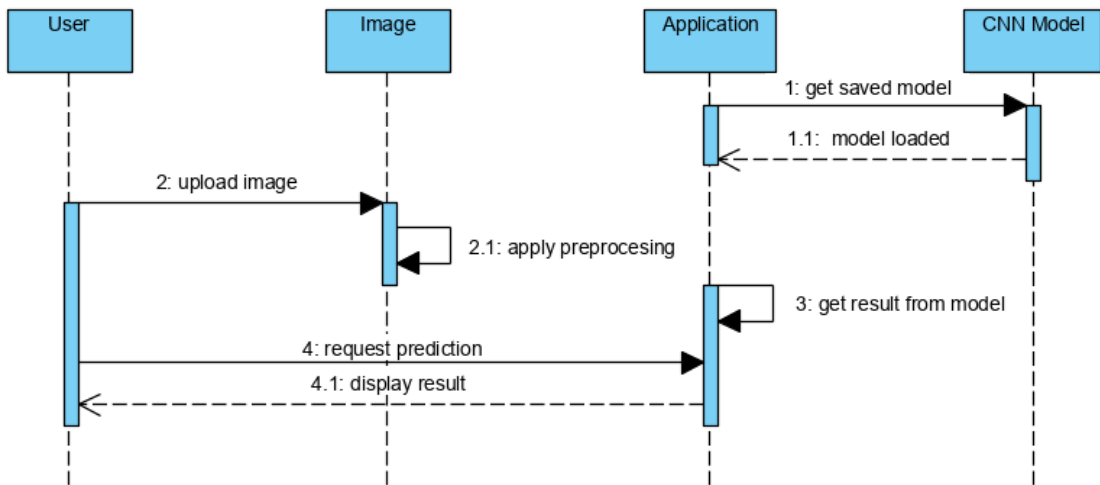 User
Image
Application
CNN Model
1: get saved model
1.1:  model loaded
2: upload image
2.1: apply preprocesing
3: get result from model
4: request prediction
4.1: display result